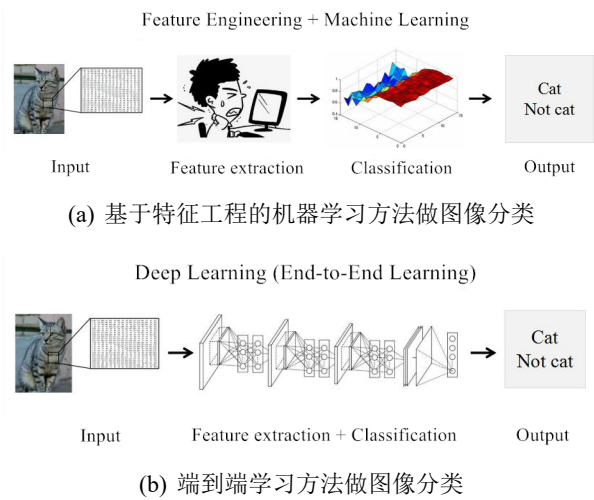 Feature Engineering + Machine Learning
Cat
Not cat
Input
Feature extraction
Classification
Output
(a) 基于特征工程的机器学习方法做图像分类
Deep Learning (End-to-End Learning)
Cat
Not cat
Input
Feature extraction + Classification
Output
(b) 端到端学习方法做图像分类